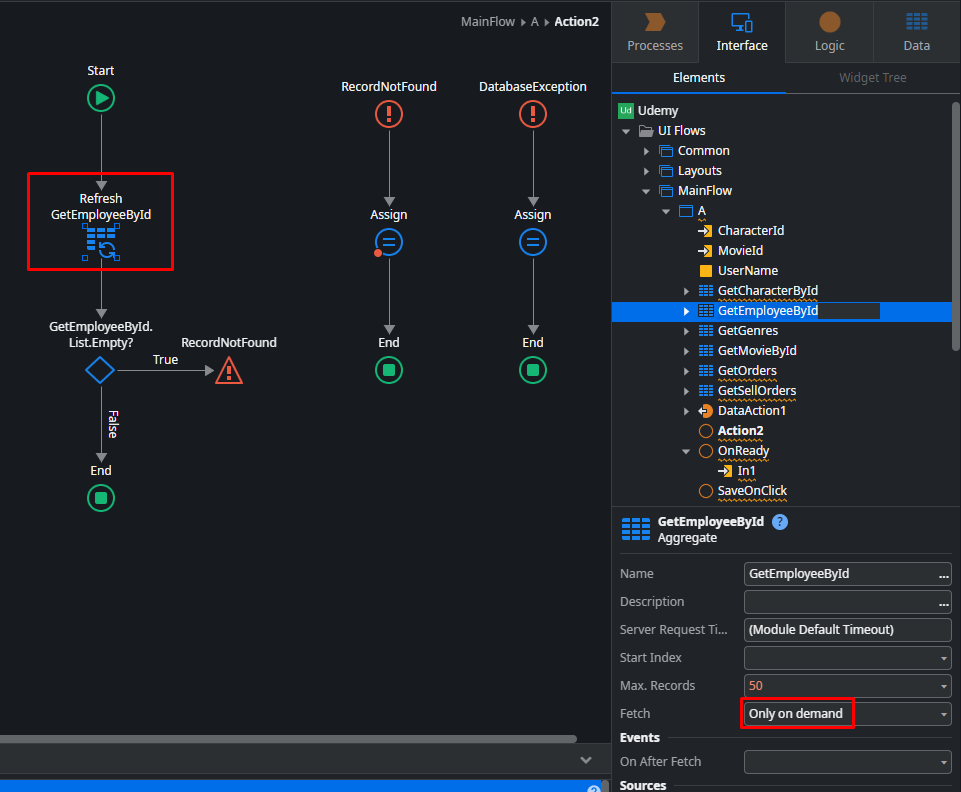 MainFlow ▸ A ▸ Action2
Start
Refresh
GetEmployeeById
GetEmployeeById.
List.Empty?
True
RecordNotFound
False
End
RecordNotFound
Assign
End
DatabaseException
Assign
End
Processes
Interface
Logic
Data
Elements
Widget Tree
Ud Udemy
UI Flows
Common
Layouts
MainFlow
A
CharacterId
MovieId
UserName
GetCharacterById
GetEmployeeById
GetGenres
GetMovieById
GetOrders
GetSellOrders
DataAction1
Action2
OnReady
In1
SaveOnClick
GetEmployeeById ?
Aggregate
Name GetEmployeeById ...
Description ...
Server Request Ti... (Module Default Timeout)
Start Index
Max. Records 50
Fetch Only on demand
Events
On After Fetch
Sources